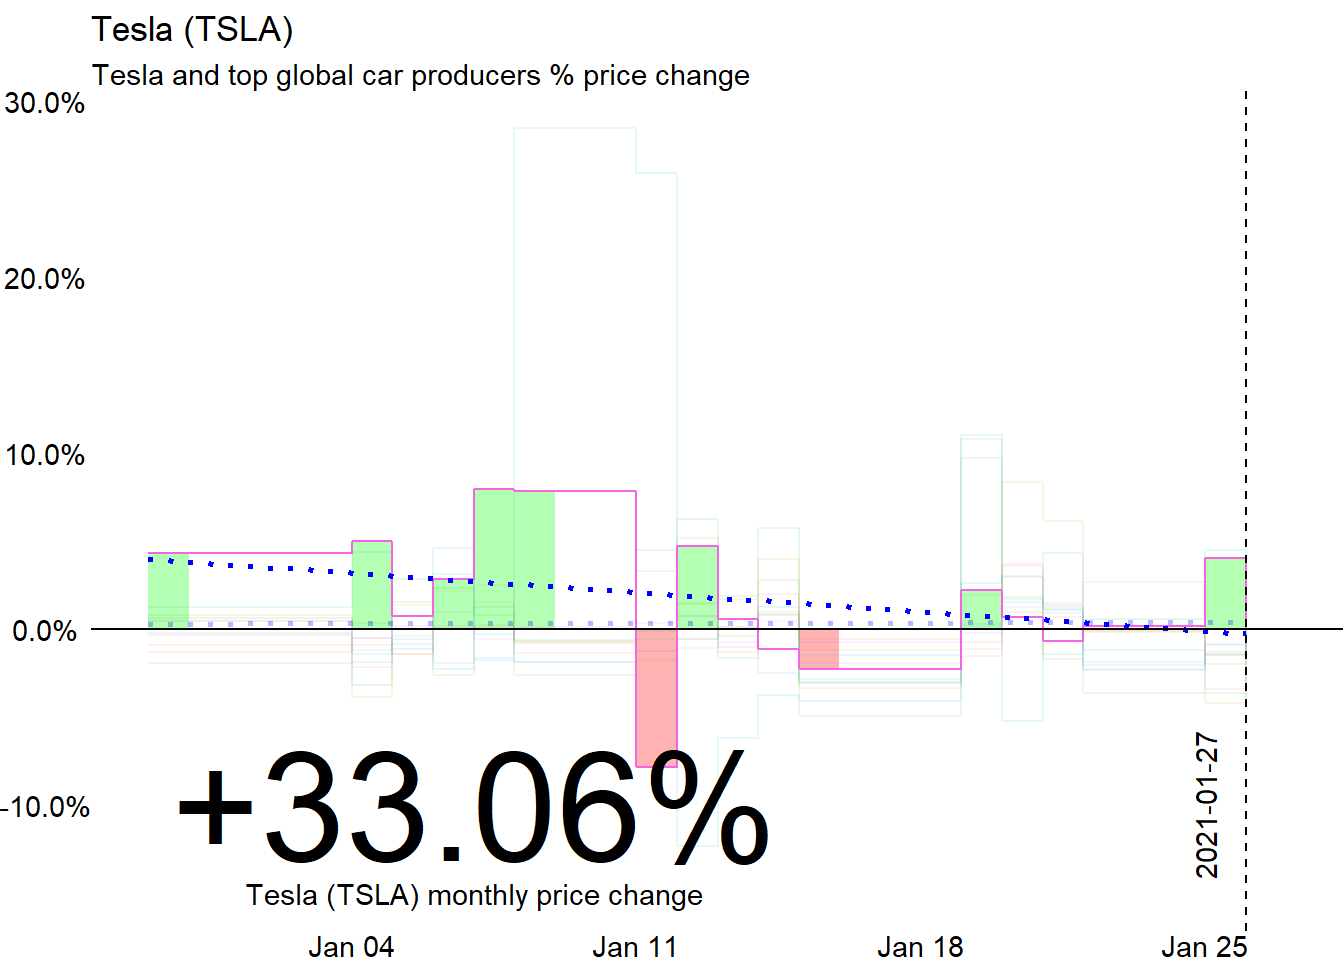 Tesla (TSLA)
Tesla and top global car producers % price change
30.0%
20.0%
10.0%
0.0%
-10.0%
+33.06%
Tesla (TSLA) monthly price change
2021-01-27
Jan 04 Jan 11 Jan 18 Jan 25